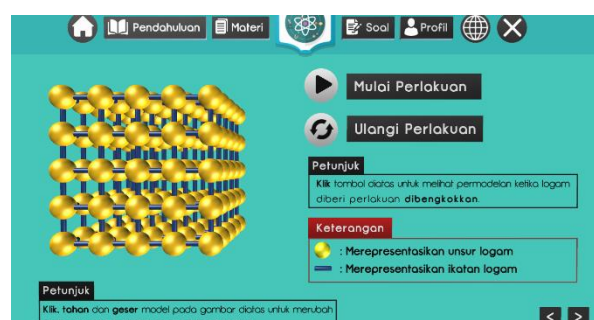 Pendahuluan Materi Soal Profil
Mulai Perlakuan
Ulangi Perlakuan
Petunjuk
Klik tombol diatas untuk melihat permodelan ketika logam
diberi perlakuan dibengkokkan.
Keterangan
: Merepresentasikan unsur logam
: Merepresentasikan ikatan logam
Petunjuk
Klik, tahan dan geser model pada gambar diatas untuk merubah
< >